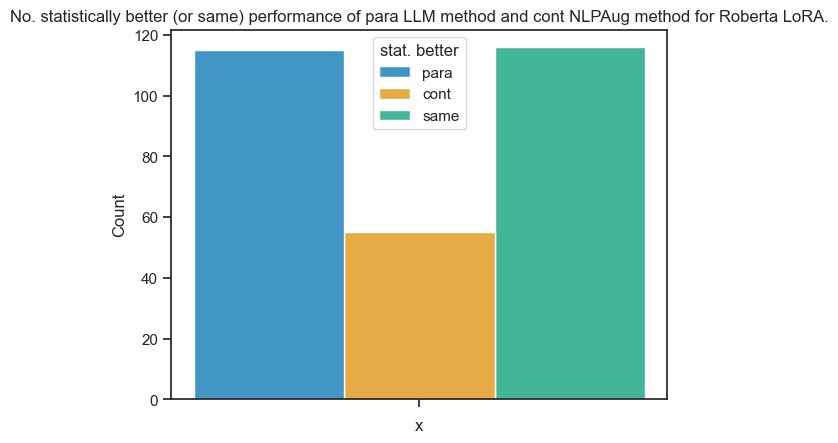 No. statistically better (or same) performance of para LLM method and cont NLPAug method for Roberta LoRA.
120
100
80
60
40
20
0
Count
stat. better
para
cont
same
x